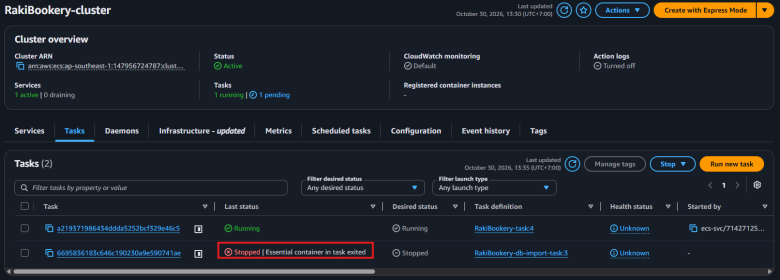 RakiBookery-cluster
Last updated
October 30, 2026, 13:30 (UTC+7:00)
Actions
Create with Express Mode
Cluster overview
Cluster ARN
arn:aws:ecs:ap-southeast-1:147956724787:clust...
Status
Active
CloudWatch monitoring
Default
Action logs
Turned off
Services
1 active | 0 draining
Tasks
1 running | 1 pending
Registered container instances
-
Services Tasks Daemons Infrastructure - updated Metrics Scheduled tasks Configuration Event history Tags
Tasks (2)
Last updated
October 30, 2026, 13:35 (UTC+7:00)
Manage tags
Stop
Run new task
Filter tasks by property or value
Filter desired status
Any desired status
Filter launch type
Any launch type
1
Task Last status Desired status Task definition Health status Started by
a219371986434ddda5252bcf329e46c5 Running Running RakiBookery-task:4 Unknown ecs-svc/71427125...
6695836183c646c190230a9e590741ae Stopped | Essential container in task exited Stopped RakiBookery-db-import-task:3 Unknown -